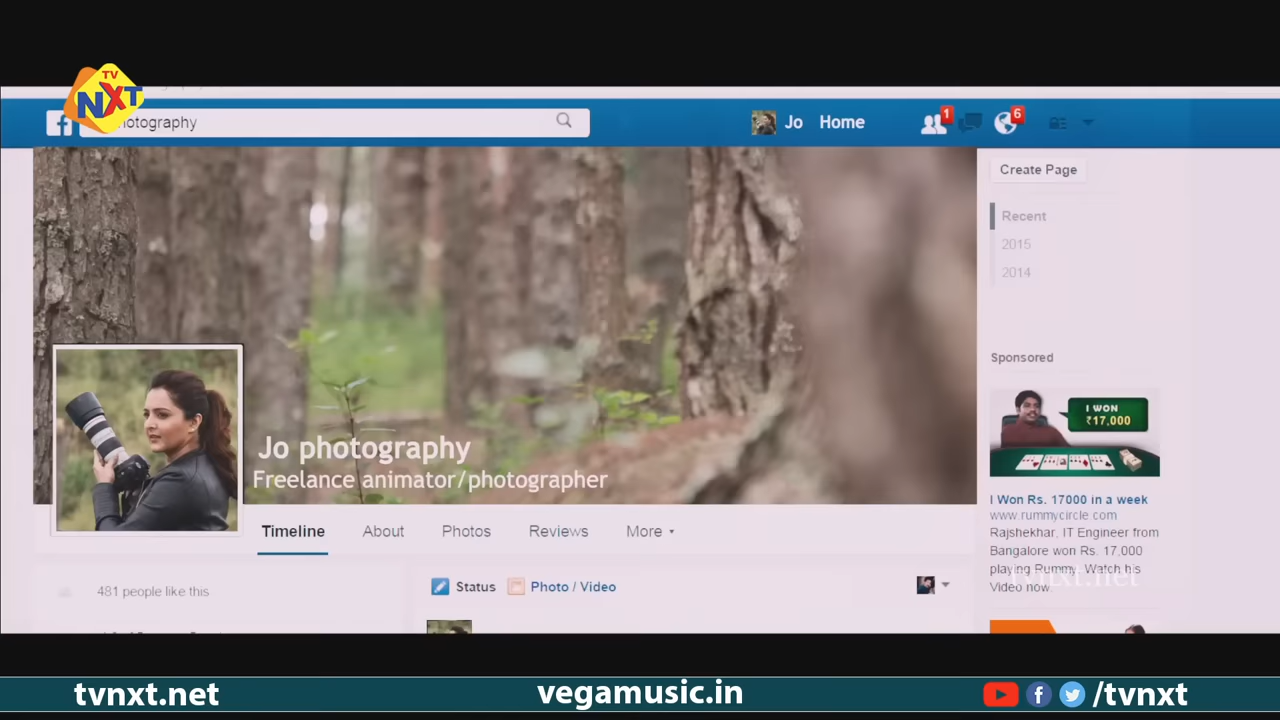 TV
NXT
otography
Jo Home
1
6
Create Page
Recent
2015
2014
Jo photography
Freelance animator/photographer
Sponsored
I WON
₹17,000
I Won Rs. 17000 in a week
www.rummycircle.com
Rajshekhar, IT Engineer from
Bangalore won Rs. 17,000
playing Rummy. Watch his
Video now.
tvnxt.net
Timeline About Photos Reviews More
481 people like this
Status Photo / Video
tvnxt.net
vegamusic.in
/tvnxt